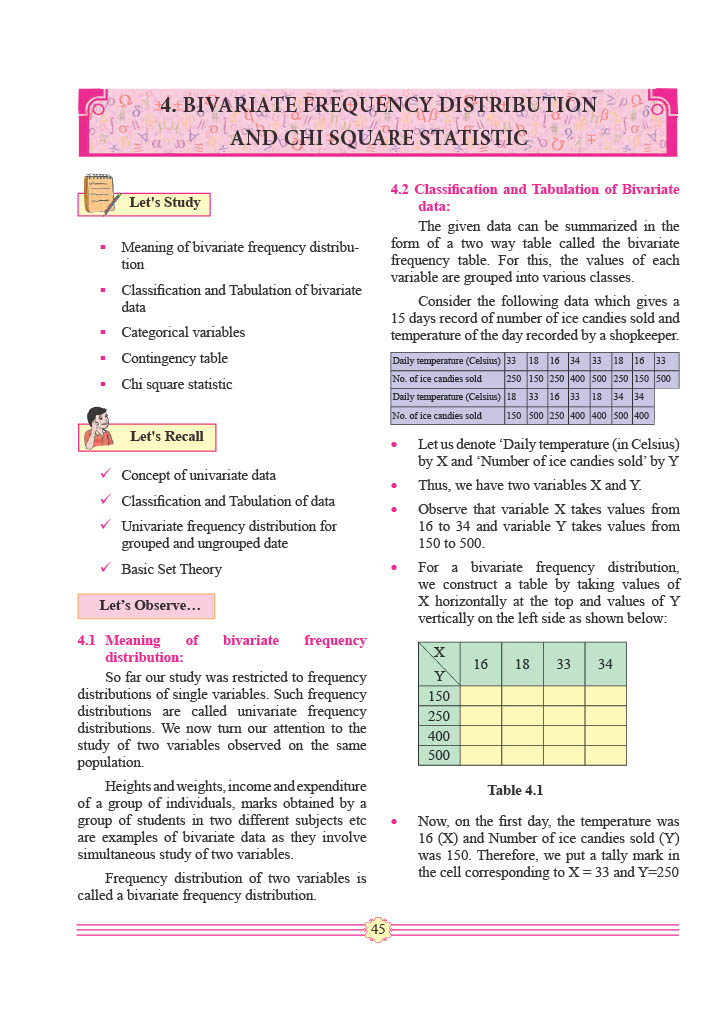 4. BIVARIATE FREQUENCY DISTRIBUTION
AND CHI SQUARE STATISTIC
Let's Study
▪ Meaning of bivariate frequency distribu-
tion
▪ Classification and Tabulation of bivariate
data
▪ Categorical variables
▪ Contingency table
▪ Chi square statistic
Let's Recall
✓ Concept of univariate data
✓ Classification and Tabulation of data
✓ Univariate frequency distribution for
grouped and ungrouped date
✓ Basic Set Theory
Let's Observe…
4.1 Meaning of bivariate frequency
distribution:
So far our study was restricted to frequency
distributions of single variables. Such frequency
distributions are called univariate frequency
distributions. We now turn our attention to the
study of two variables observed on the same
population.
Heights and weights, income and expenditure
of a group of individuals, marks obtained by a
group of students in two different subjects etc
are examples of bivariate data as they involve
simultaneous study of two variables.
Frequency distribution of two variables is
called a bivariate frequency distribution.
4.2 Classification and Tabulation of Bivariate
data:
The given data can be summarized in the
form of a two way table called the bivariate
frequency table. For this, the values of each
variable are grouped into various classes.
Consider the following data which gives a
15 days record of number of ice candies sold and
temperature of the day recorded by a shopkeeper.
Daily temperature (Celsius) 33 18 16 34 33 18 16 33
No. of ice candies sold 250 150 250 400 500 250 150 500
Daily temperature (Celsius) 18 33 16 33 18 34 34
No. of ice candies sold 150 500 250 400 400 500 400
• Let us denote ‘Daily temperature (in Celsius)
by X and ‘Number of ice candies sold’ by Y
• Thus, we have two variables X and Y.
• Observe that variable X takes values from
16 to 34 and variable Y takes values from
150 to 500.
• For a bivariate frequency distribution,
we construct a table by taking values of
X horizontally at the top and values of Y
vertically on the left side as shown below:
X
Y
16 18 33 34
150
250
400
500
Table 4.1
• Now, on the first day, the temperature was
16 (X) and Number of ice candies sold (Y)
was 150. Therefore, we put a tally mark in
the cell corresponding to X = 33 and Y=250
45